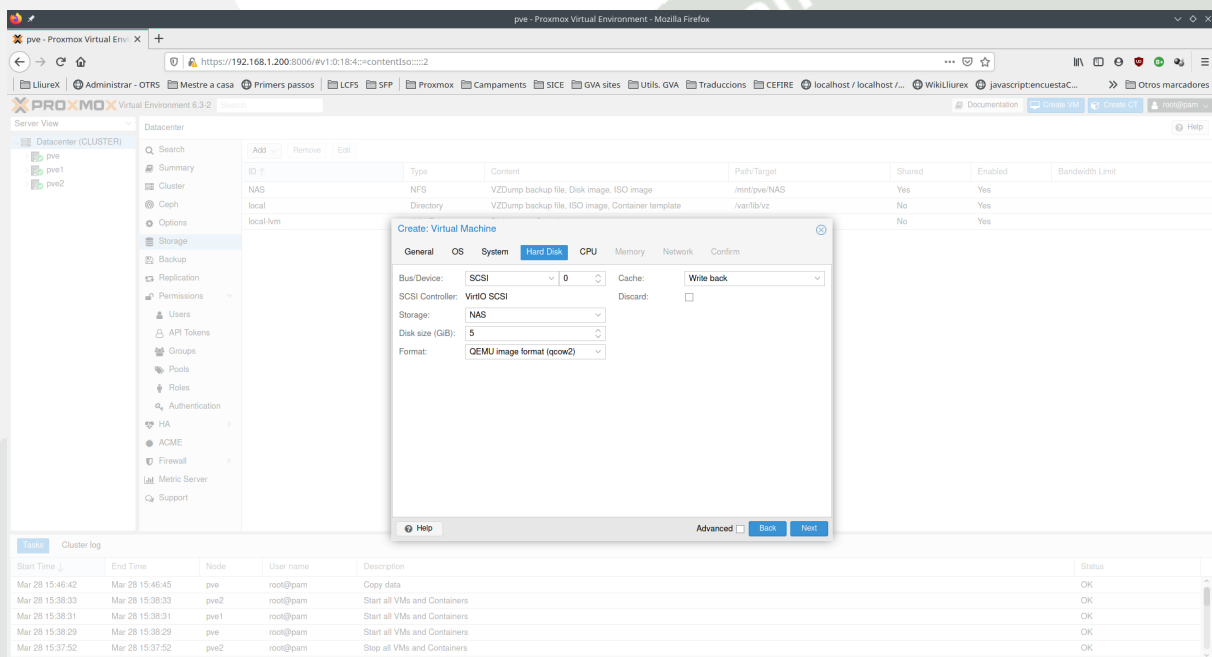 pve - Proxmox Virtual Environment - Mozilla Firefox
pve - Proxmox Virtual Envi
https://192.168.1.200:8006/#v1:0:18:4::=contentIso:::::2
LliureX Administrar - OTRS Mestre a casa Primers passos LCFS SFP Proxmox Campaments SICE GVA sites Utils. GVA Traduccions CEFIRE localhost / localhost /... WikiLliurex javascript:encuestaC... Otros marcadores
PROXMOX Virtual Environment 6.3-2 Search Documentation Create VM Create CT root@pam
Server View
Datacenter Help
Datacenter (CLUSTER)
pve
pve1
pve2
Search
Summary
Cluster
Ceph
Options
Storage
Backup
Replication
Permissions
Users
API Tokens
Groups
Pools
Roles
Authentication
HA
ACME
Firewall
Metric Server
Support
Add Remove Edit
ID Type Content Path/Target Shared Enabled Bandwidth Limit
NAS NFS VZDump backup file, Disk image, ISO image /mnt/pve/NAS Yes Yes
local Directory VZDump backup file, ISO image, Container template /var/lib/vz No Yes
local-lvm No Yes
Create: Virtual Machine
General OS System Hard Disk CPU Memory Network Confirm
Bus/Device: SCSI 0 Cache: Write back
SCSI Controller: VirtIO SCSI Discard:
Storage: NAS
Disk size (GiB): 5
Format: QEMU image format (qcow2)
Help Advanced Back Next
Tasks Cluster log
Start Time End Time Node User name Description Status
Mar 28 15:46:42 Mar 28 15:46:45 pve root@pam Copy data OK
Mar 28 15:38:33 Mar 28 15:38:33 pve2 root@pam Start all VMs and Containers OK
Mar 28 15:38:31 Mar 28 15:38:31 pve1 root@pam Start all VMs and Containers OK
Mar 28 15:38:29 Mar 28 15:38:29 pve root@pam Start all VMs and Containers OK
Mar 28 15:37:52 Mar 28 15:37:52 pve2 root@pam Stop all VMs and Containers OK